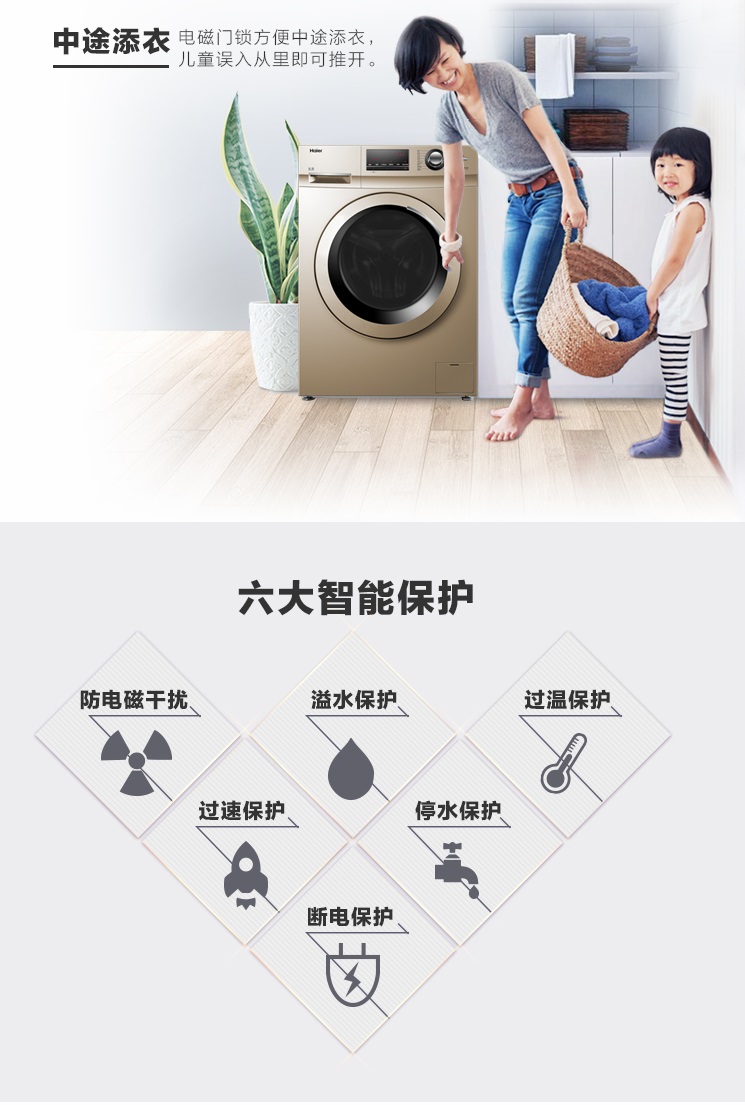 中途添衣
电磁门锁方便中途添衣，
儿童误入从里即可推开。
Haier
六大智能保护
防电磁干扰
溢水保护
过温保护
过速保护
停水保护
断电保护